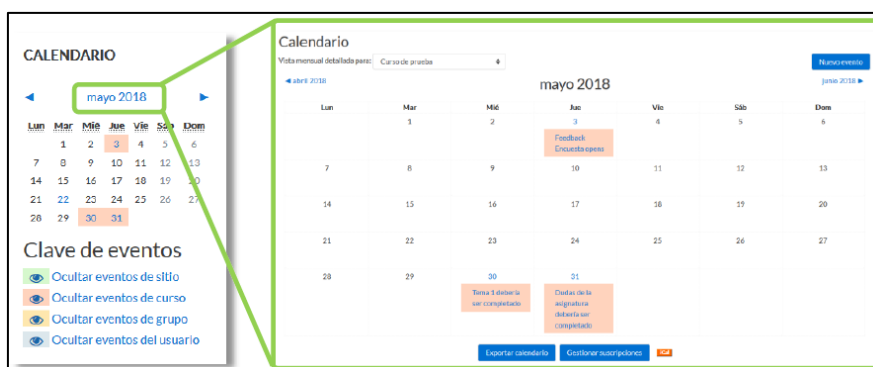 CALENDARIO
◄ mayo 2018 ►
Lun Mar Mié Jue Vie Sáb Dom
1 2 3 4 5 6
7 8 9 10 11 12 13
14 15 16 17 18 19 20
21 22 23 24 25 26 27
28 29 30 31
Clave de eventos
Ocultar eventos de sitio
Ocultar eventos de curso
Ocultar eventos de grupo
Ocultar eventos del usuario
Calendario
Vista mensual detallada para: Curso de prueba
Nuevo evento
◄ abril 2018
mayo 2018
junio 2018 ►
Lun Mar Mié Jue Vie Sáb Dom
1 2 3 4 5 6
Feedback
Encuesta opens
7 8 9 10 11 12 13
14 15 16 17 18 19 20
21 22 23 24 25 26 27
28 29 30 31
Tema 1 debería
ser completado
Dudas de la
asignatura
debería ser
completado
Exportar calendario
Gestionar suscripciones
RSS